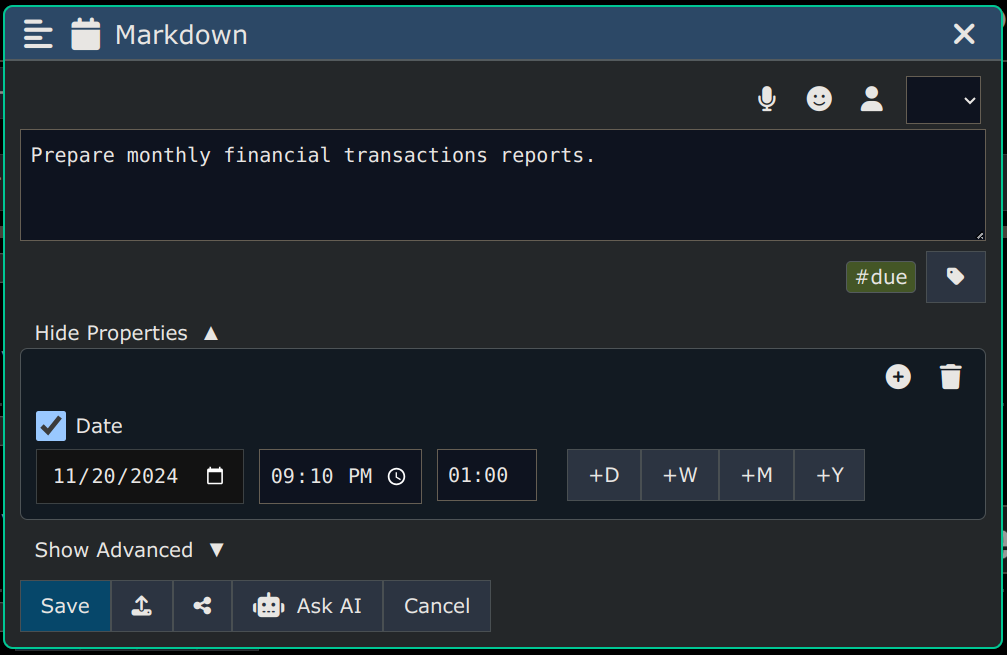 Markdown
Prepare monthly financial transactions reports.
#due
Hide Properties ▲
Date
11/20/2024 09:10 PM 01:00 +D +W +M +Y
Show Advanced ▼
Save Ask AI Cancel